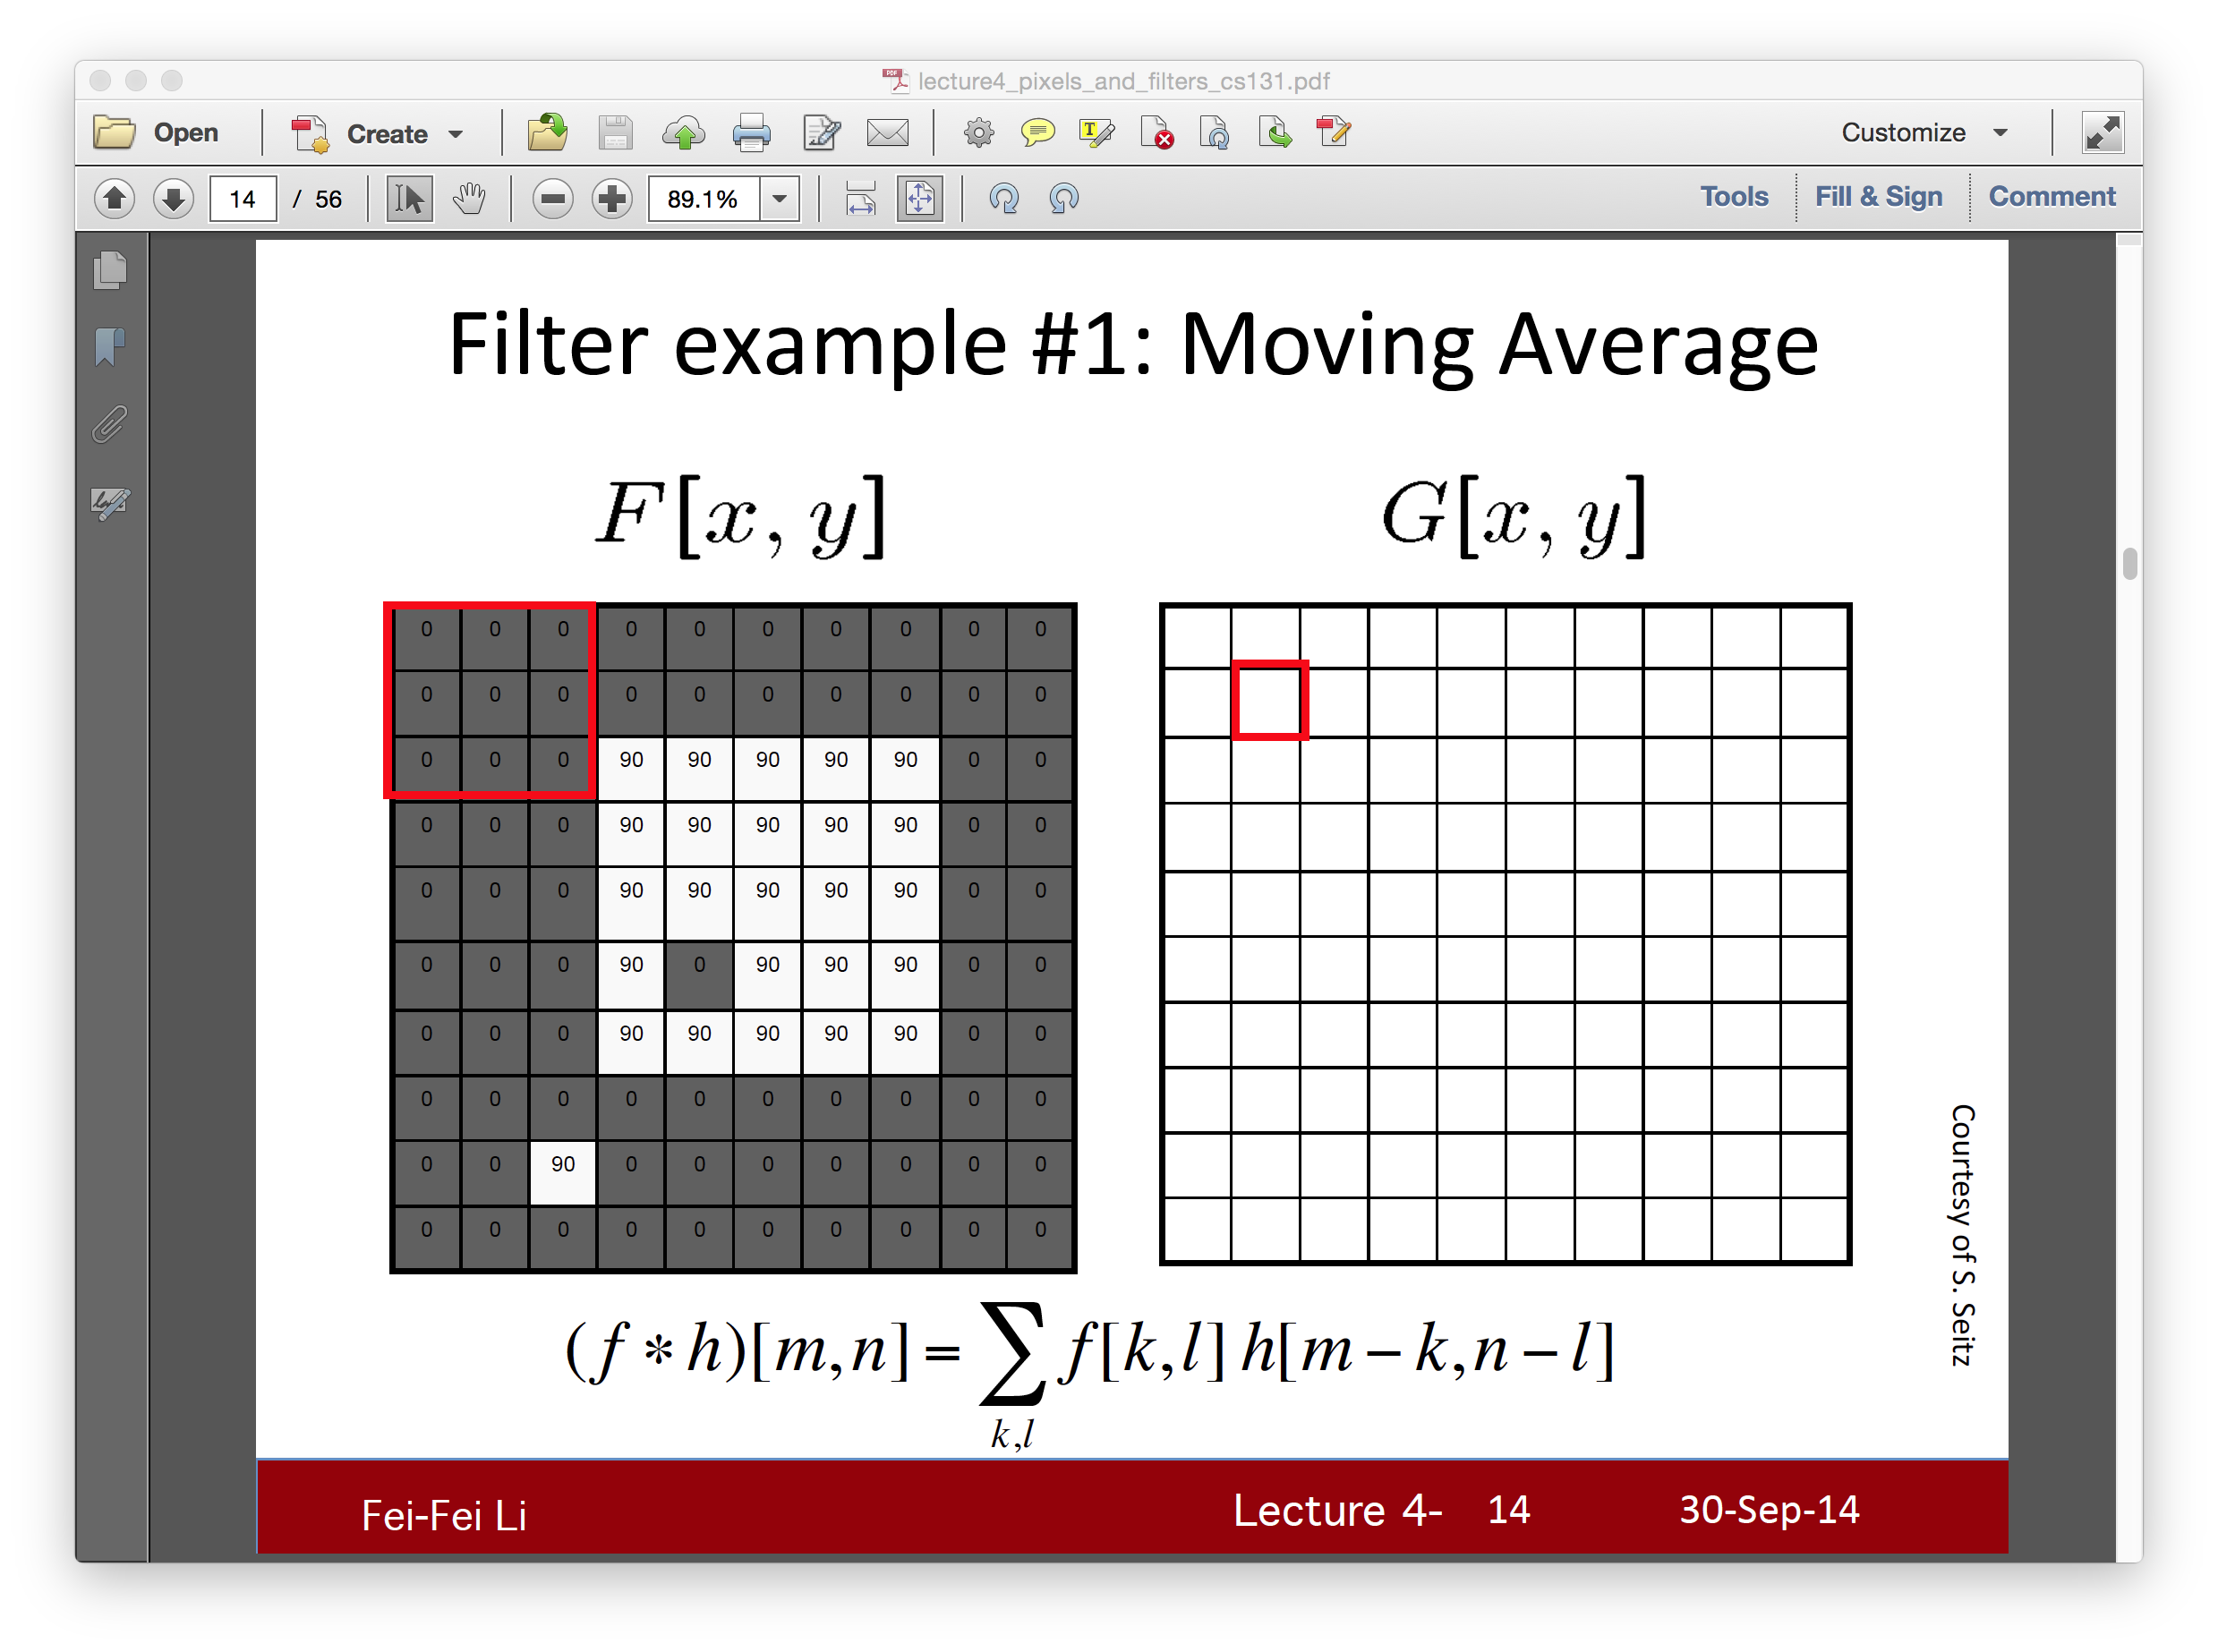 lecture4_pixels_and_filters_cs131.pdf
Open Create Customize
14 / 56 89.1% Tools Fill & Sign Comment
Filter example #1: Moving Average
F[x, y] G[x, y]
0 0 0 0 0 0 0 0 0 0
0 0 0 0 0 0 0 0 0 0
0 0 0 90 90 90 90 90 0 0
0 0 0 90 90 90 90 90 0 0
0 0 0 90 90 90 90 90 0 0
0 0 0 90 0 90 90 90 0 0
0 0 0 90 90 90 90 90 0 0
0 0 0 0 0 0 0 0 0 0
0 0 90 0 0 0 0 0 0 0
0 0 0 0 0 0 0 0 0 0
Courtesy of S. Seitz
(f * h)[m,n] = ∑ f[k,l] h[m − k,n − l]
k,l
Fei-Fei Li Lecture 4- 14 30-Sep-14